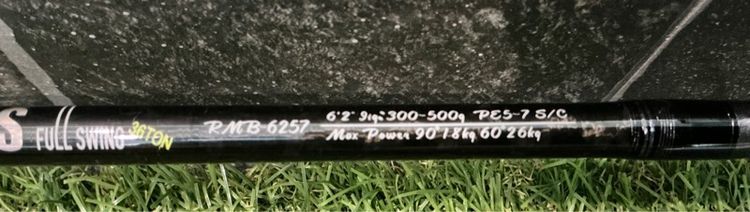 S FULL SWING 36TON RMB-6257
6'2" Jig:300-500g PE5-7 S/C
Max Power 90°18kg 60°26kg